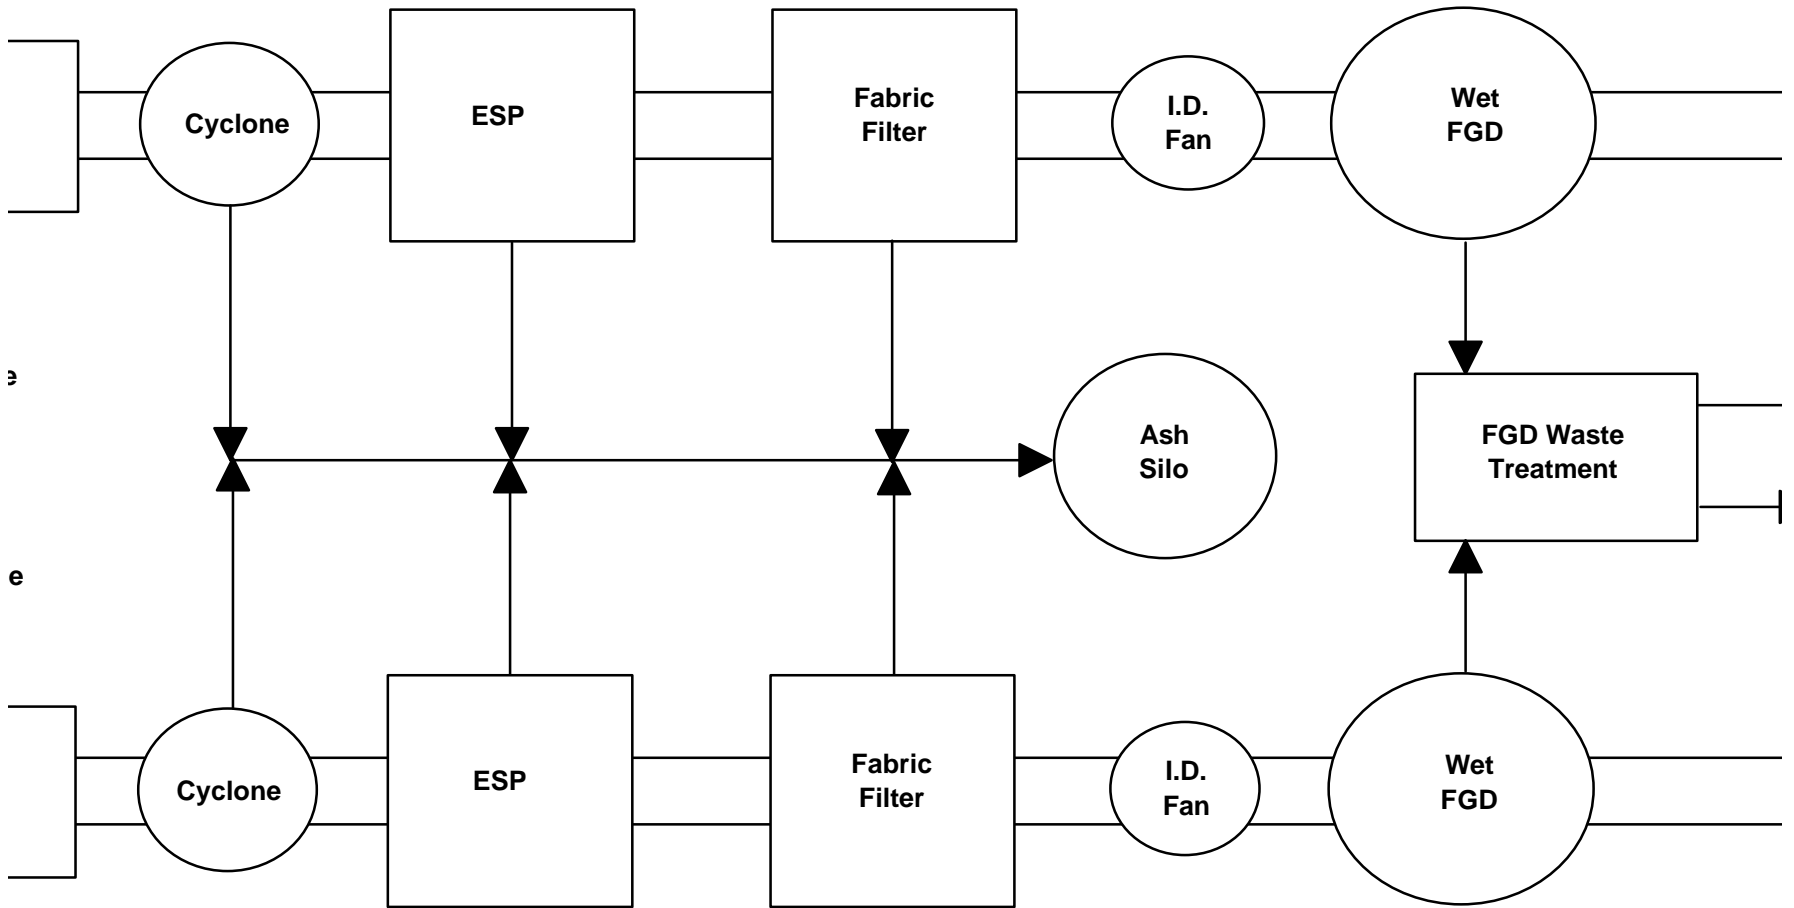 Cyclone
ESP
Fabric
Filter
I.D.
Fan
Wet
FGD
e
Ash
Silo
FGD Waste
Treatment
e
Cyclone
ESP
Fabric
Filter
I.D.
Fan
Wet
FGD